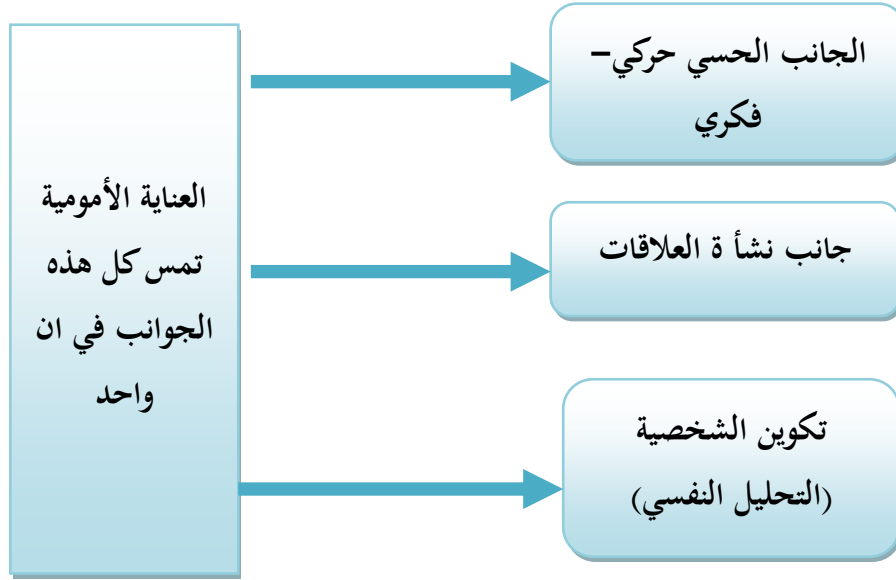 العناية الأمومية
تمس كل هذه
الجوانب في ان
واحد
الجانب الحسي حركي–
فكري
جانب نشأ ة العلاقات
تكوين الشخصية
(التحليل النفسي)